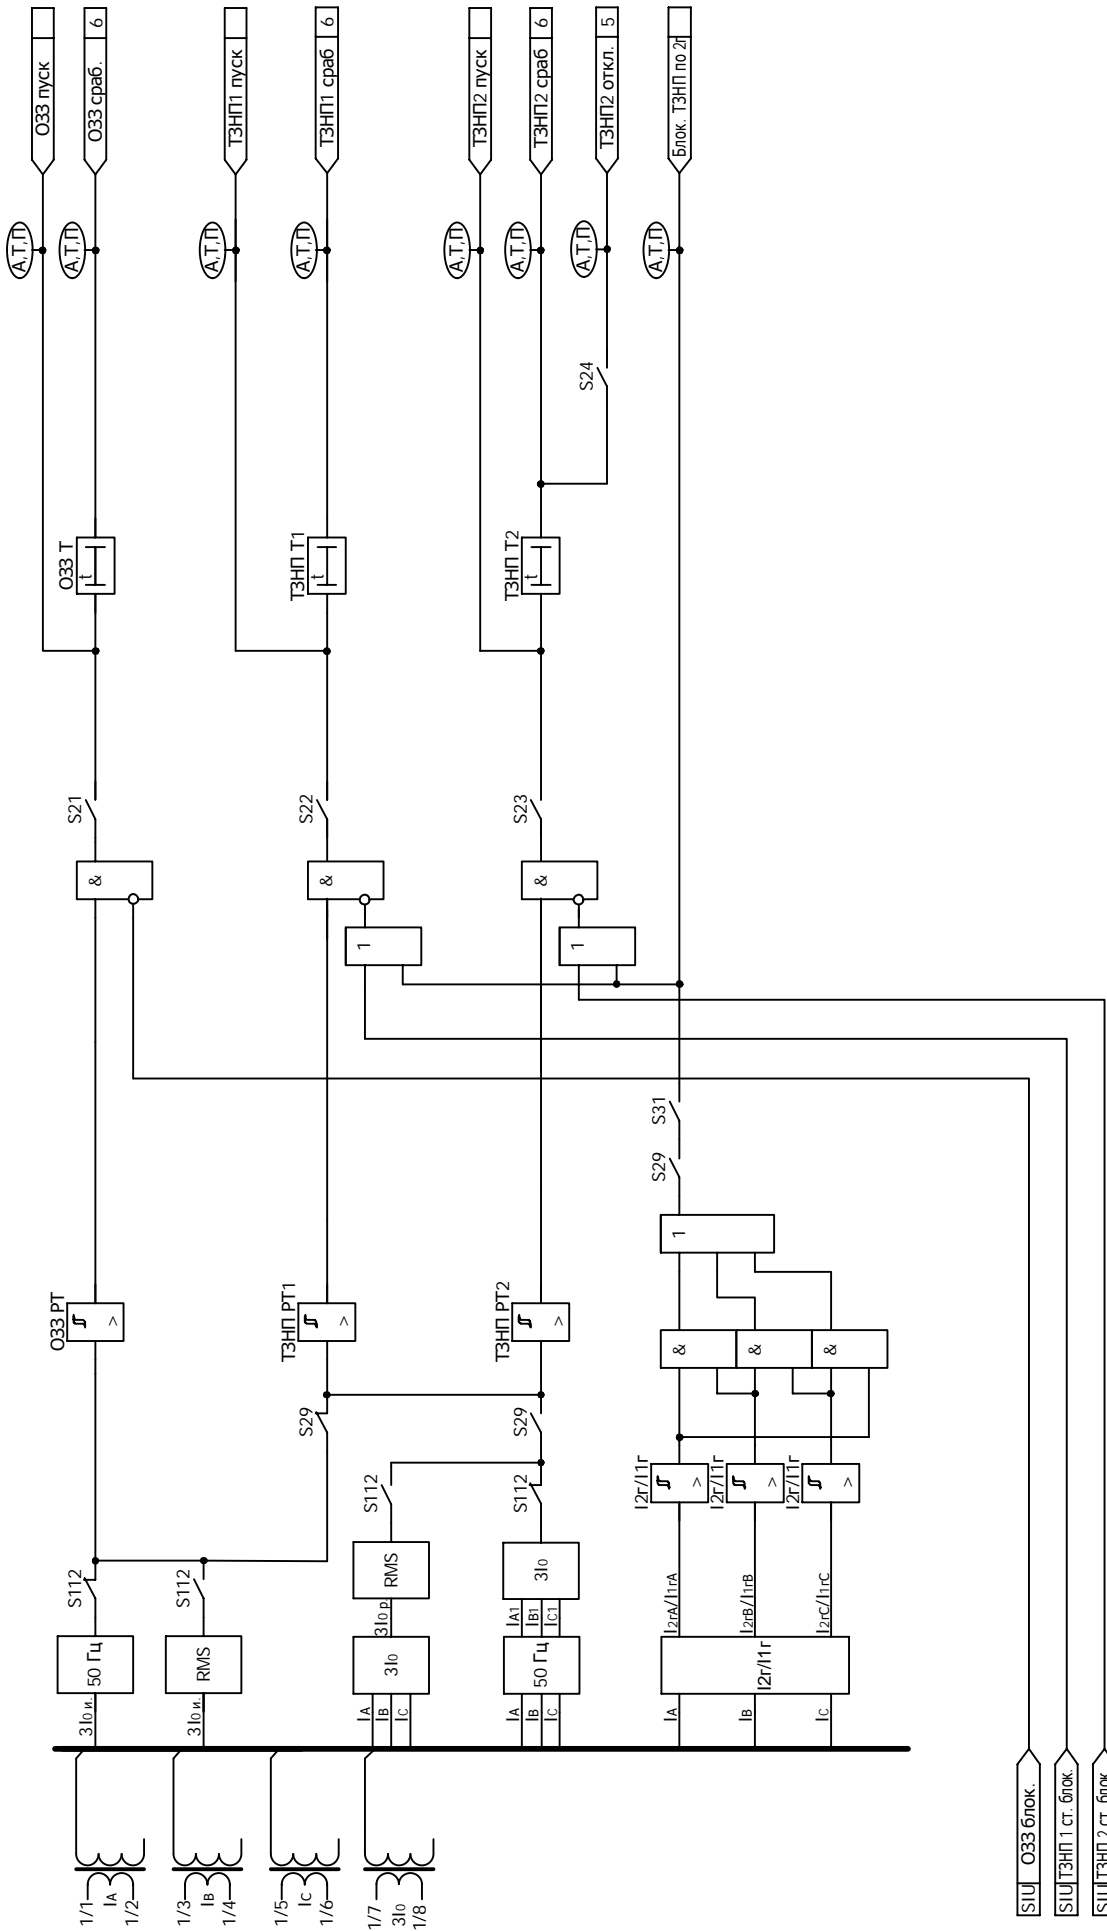 ОЗЗ пуск
ОЗЗ сраб. 6
ТЗНП1 пуск
ТЗНП1 сраб 6
ТЗНП2 пуск
ТЗНП2 сраб 6
ТЗНП2 откл. 5
Блок. ТЗНП по 2г
А,Т,П
А,Т,П
А,Т,П
А,Т,П
А,Т,П
А,Т,П
А,Т,П
А,Т,П
S24
ОЗЗ Т
t
ТЗНП Т1
t
ТЗНП Т2
t
S21
S22
S23
&
&
&
1
1
S31
S29
1
ОЗЗ РТ
>
ТЗНП РТ1
>
ТЗНП РТ2
>
&
&
&
S29
S29
I2г/I1г
>
I2г/I1г
>
I2г/I1г
>
S112
S112
S112
S112
RMS
3I0
3I0 р.
IA1
IB1
IC1
I2гA/I1гA
I2гB/I1гB
I2гC/I1гC
50 Гц
RMS
3I0
50 Гц
I2г/I1г
3I0 и.
3I0 и.
IA
IB
IC
IA
IB
IC
IA
IB
IC
1/1
IA
1/2
1/3
IB
1/4
1/5
IC
1/6
1/7
3I0
1/8
SIU ОЗЗ блок.
SIU ТЗНП 1 ст. блок.
SIU ТЗНП 2 ст. блок.